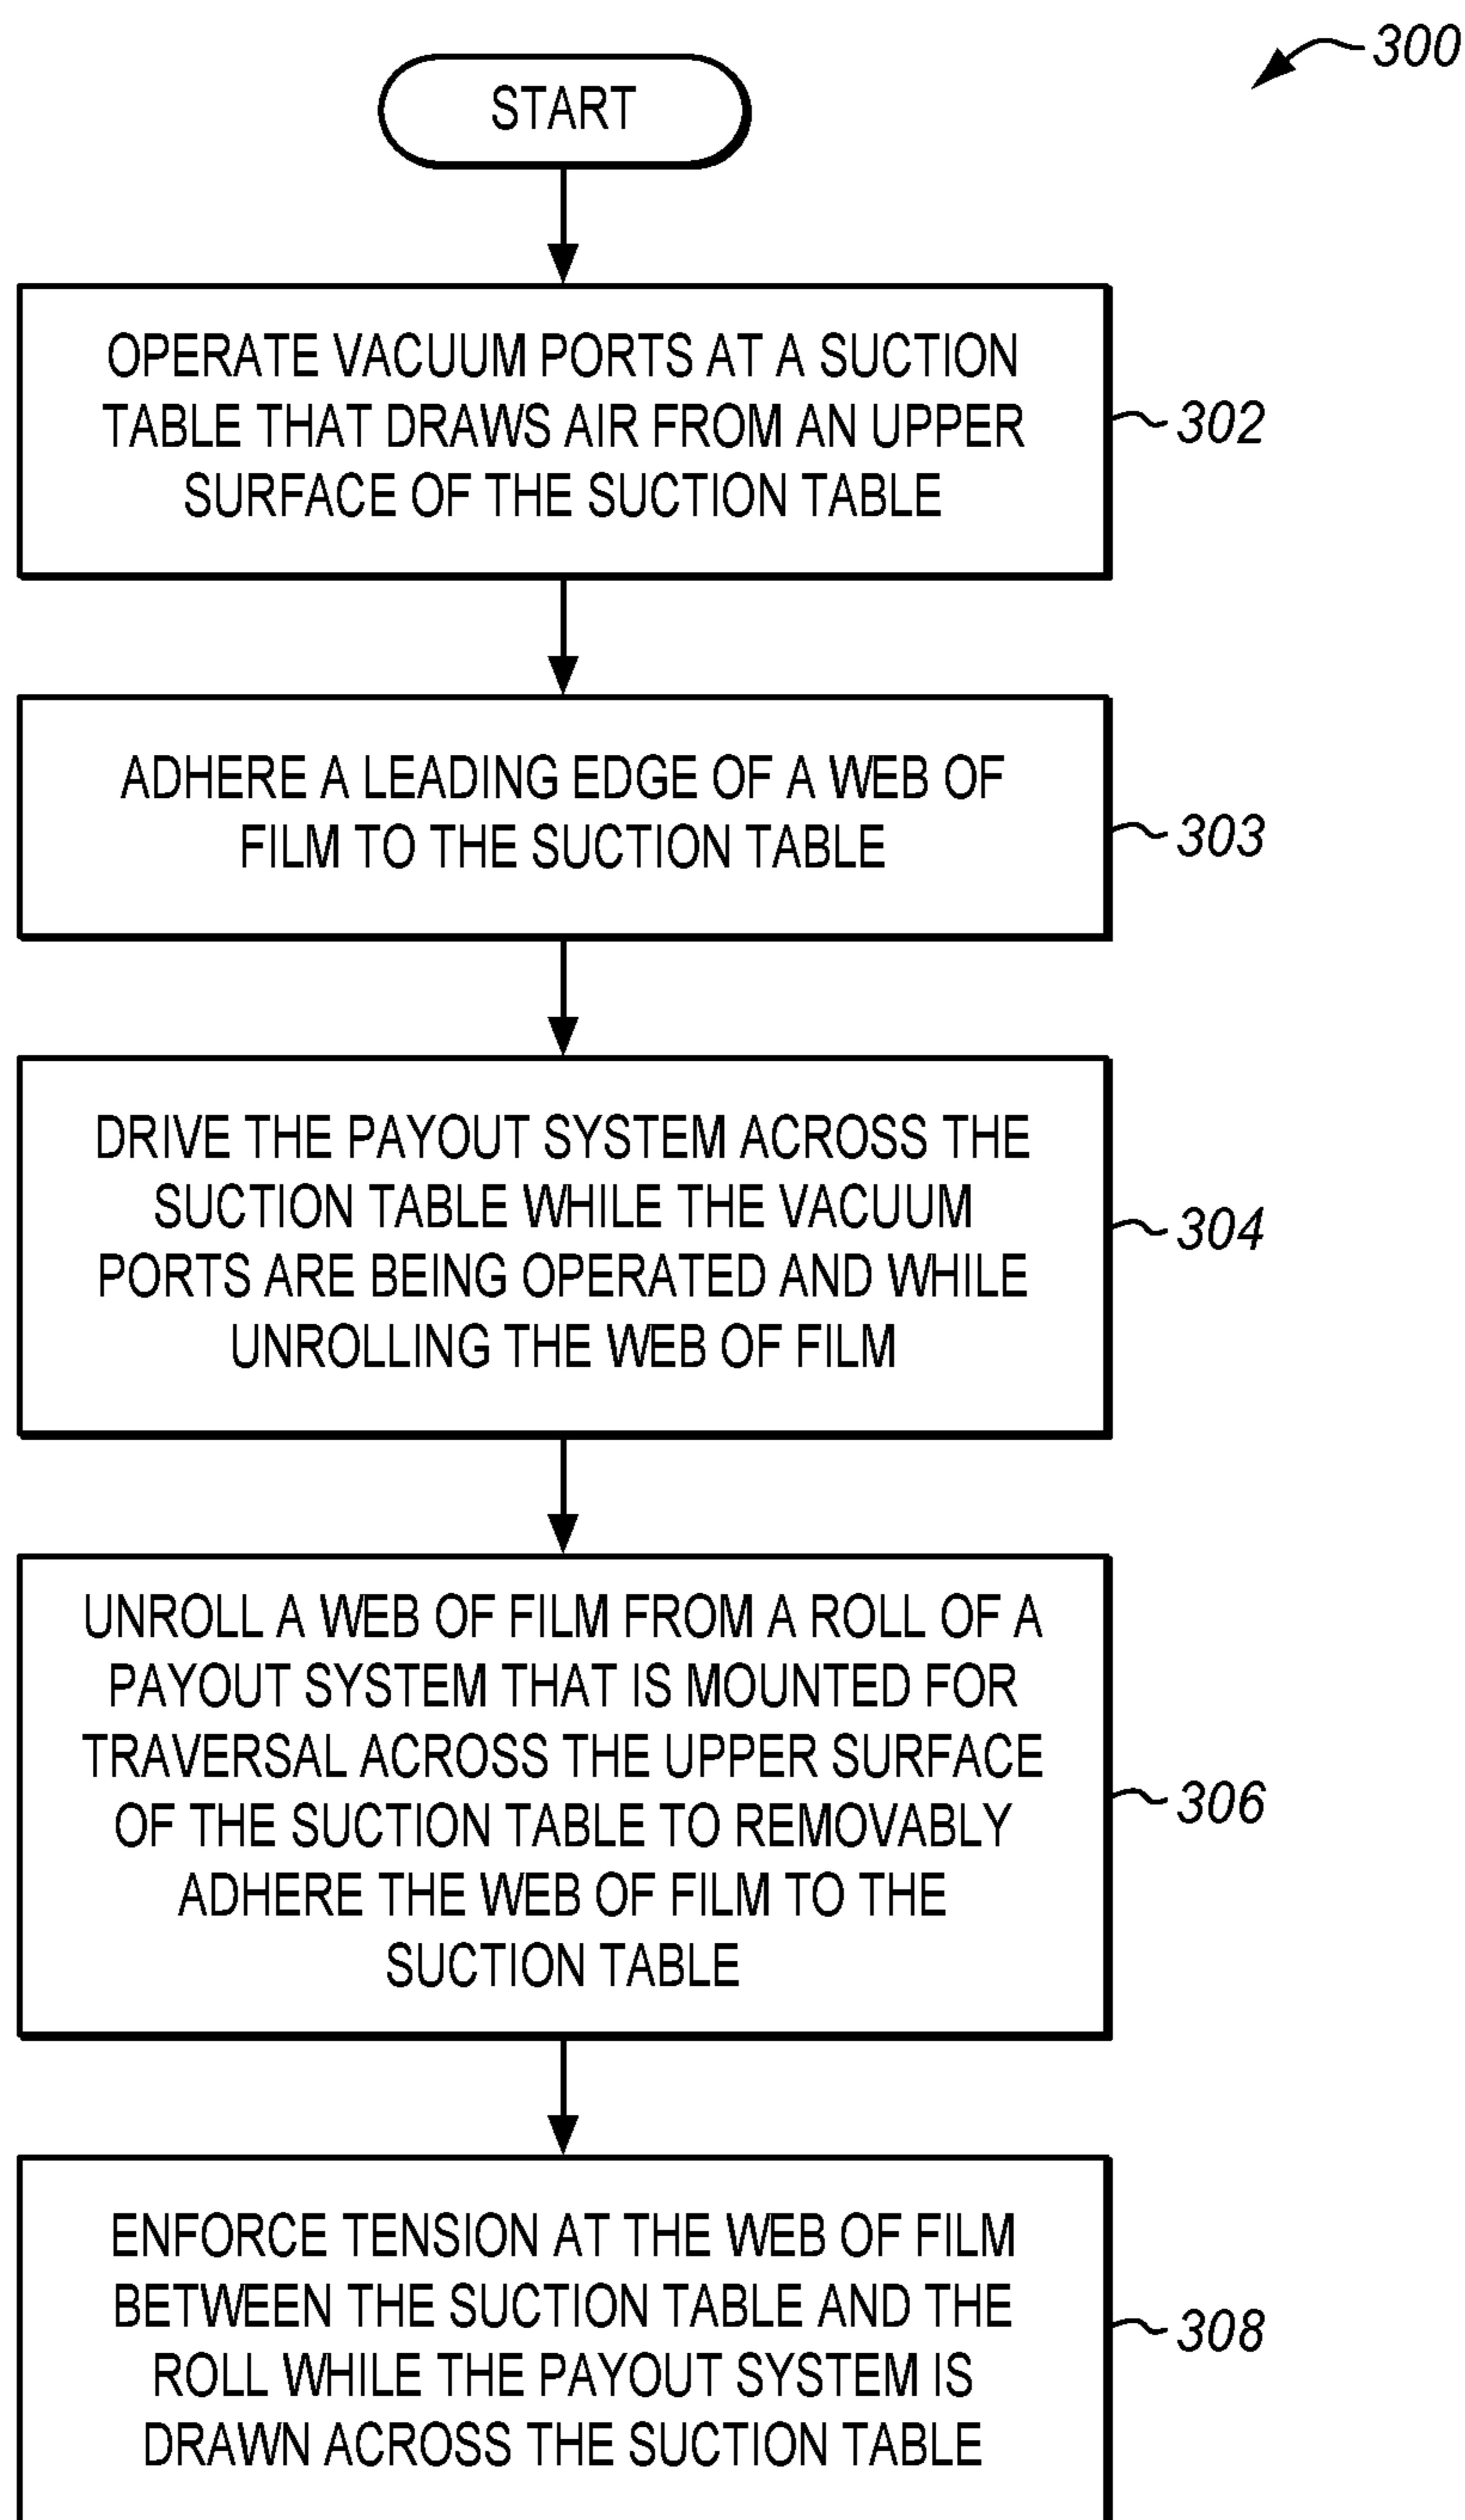 300
START
OPERATE VACUUM PORTS AT A SUCTION
TABLE THAT DRAWS AIR FROM AN UPPER
SURFACE OF THE SUCTION TABLE
302
ADHERE A LEADING EDGE OF A WEB OF
FILM TO THE SUCTION TABLE
303
DRIVE THE PAYOUT SYSTEM ACROSS THE
SUCTION TABLE WHILE THE VACUUM
PORTS ARE BEING OPERATED AND WHILE
UNROLLING THE WEB OF FILM
304
UNROLL A WEB OF FILM FROM A ROLL OF A
PAYOUT SYSTEM THAT IS MOUNTED FOR
TRAVERSAL ACROSS THE UPPER SURFACE
OF THE SUCTION TABLE TO REMOVABLY
ADHERE THE WEB OF FILM TO THE
SUCTION TABLE
306
ENFORCE TENSION AT THE WEB OF FILM
BETWEEN THE SUCTION TABLE AND THE
ROLL WHILE THE PAYOUT SYSTEM IS
DRAWN ACROSS THE SUCTION TABLE
308